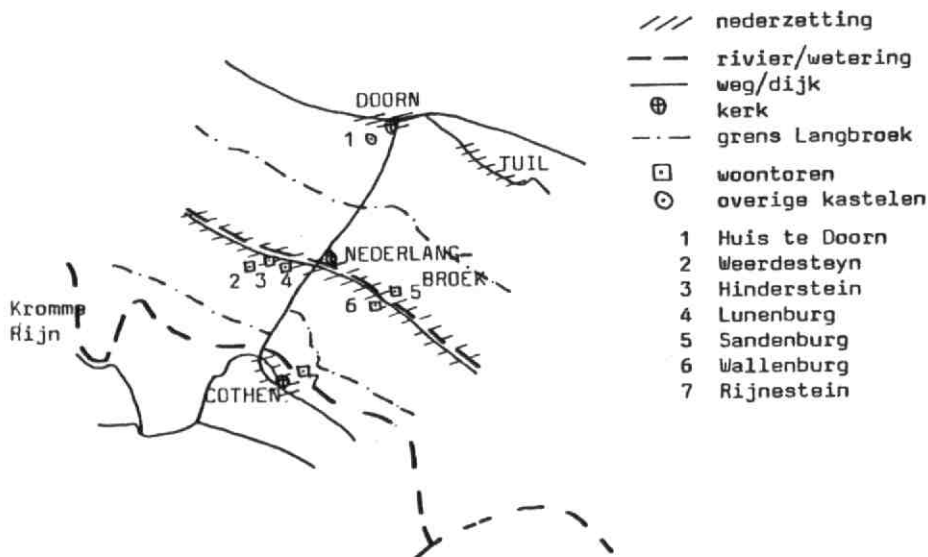 DOORN
1
TUIL
NEDERLANG-
BROEK
2 3 4
5
6
Kromme
Rijn
COTHEN
nederzetting
rivier/wetering
weg/dijk
kerk
grens Langbroek
woontoren
overige kastelen
1 Huis te Doorn
2 Weerdesteyn
3 Hinderstein
4 Lunenburg
5 Sandenburg
6 Wallenburg
7 Rijnestein